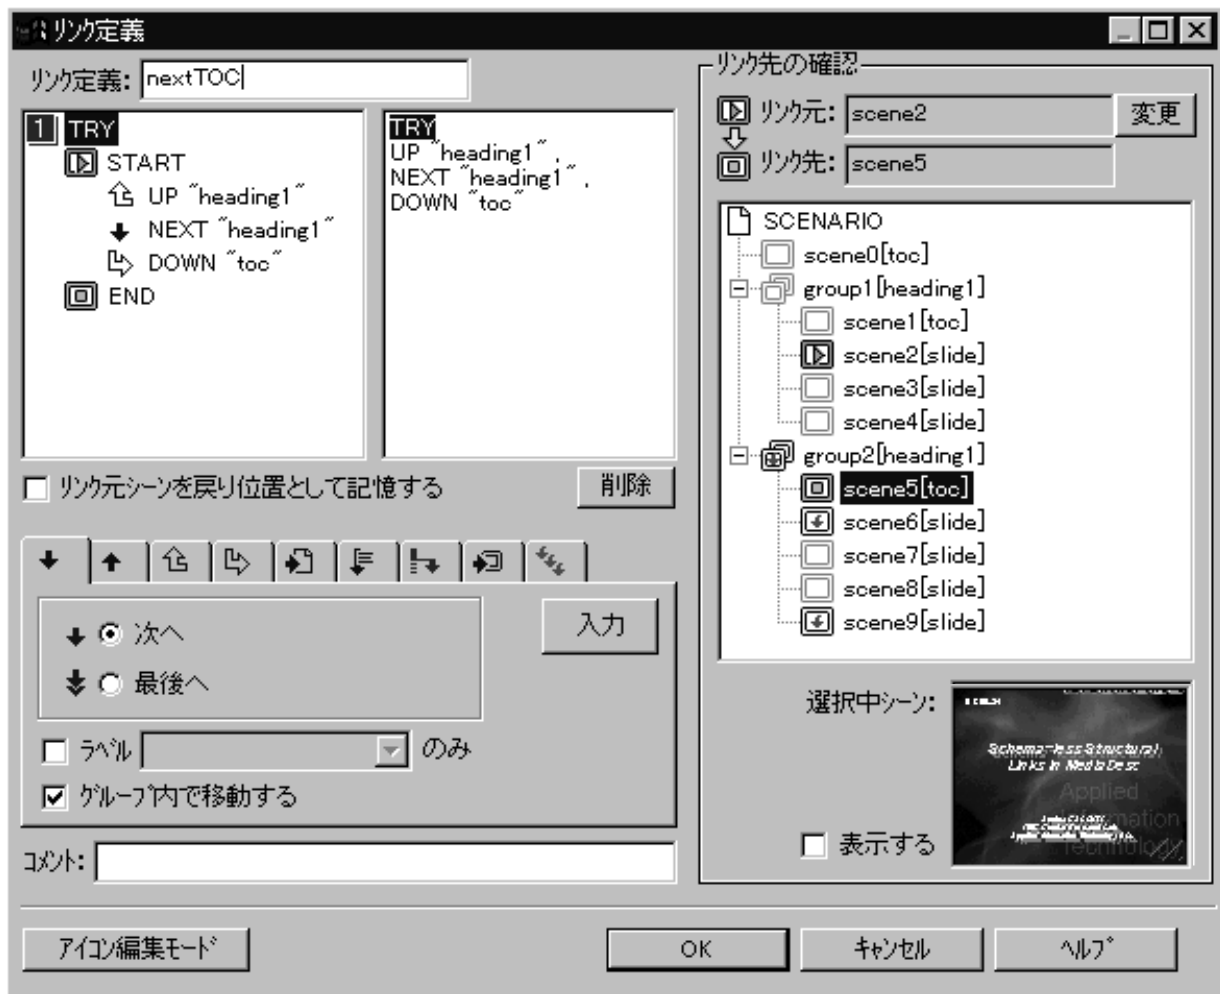 リンク定義
リンク定義: nextTOC
1 TRY
START
UP "heading1"
NEXT "heading1"
DOWN "toc"
END
TRY
UP "heading1",
NEXT "heading1",
DOWN "toc"
リンク元シーンを戻り位置として記憶する
削除
次へ
最後へ
入力
ラベル のみ
グループ内で移動する
コメント:
リンク先の確認
リンク元: scene2 変更
リンク先: scene5
SCENARIO
scene0[toc]
group1[heading1]
scene1[toc]
scene2[slide]
scene3[slide]
scene4[slide]
group2[heading1]
scene5[toc]
scene6[slide]
scene7[slide]
scene8[slide]
scene9[slide]
選択中シーン:
Schema-less Structural
Links in MediaDesc
Applied
Information
Technology
表示する
アイコン編集モード OK キャンセル ヘルプ